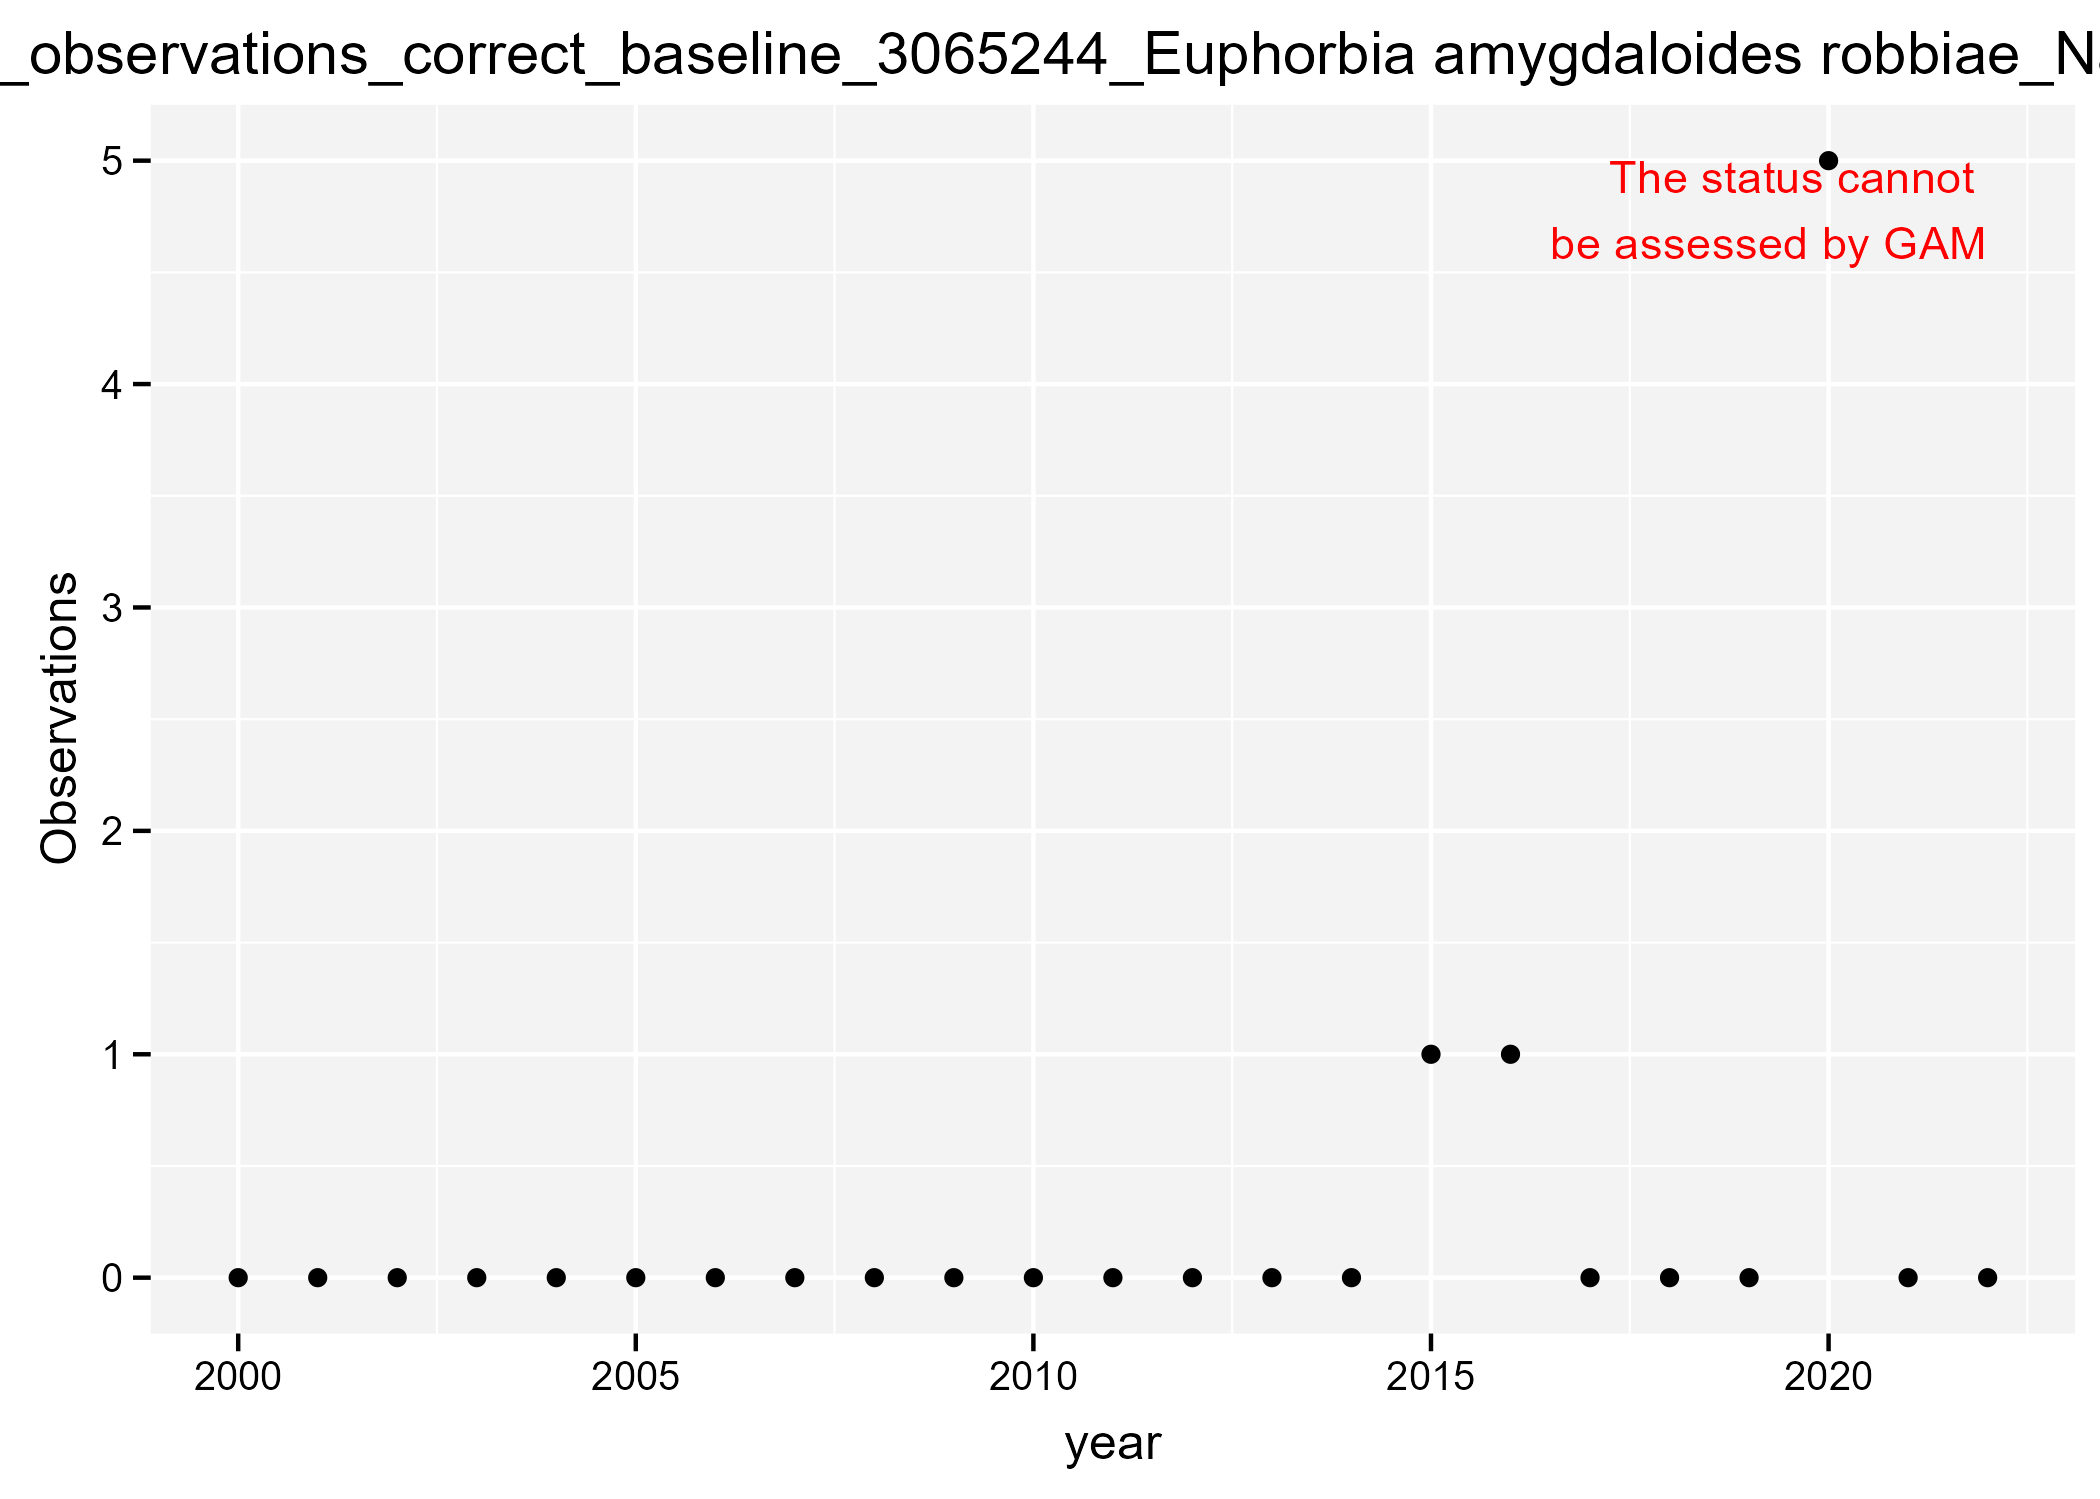 _observations_correct_baseline_3065244_Euphorbia amygdaloides robbiae_Na
5
The status cannot
be assessed by GAM
4
3
2
1
0
Observations
2000 2005 2010 2015 2020
year